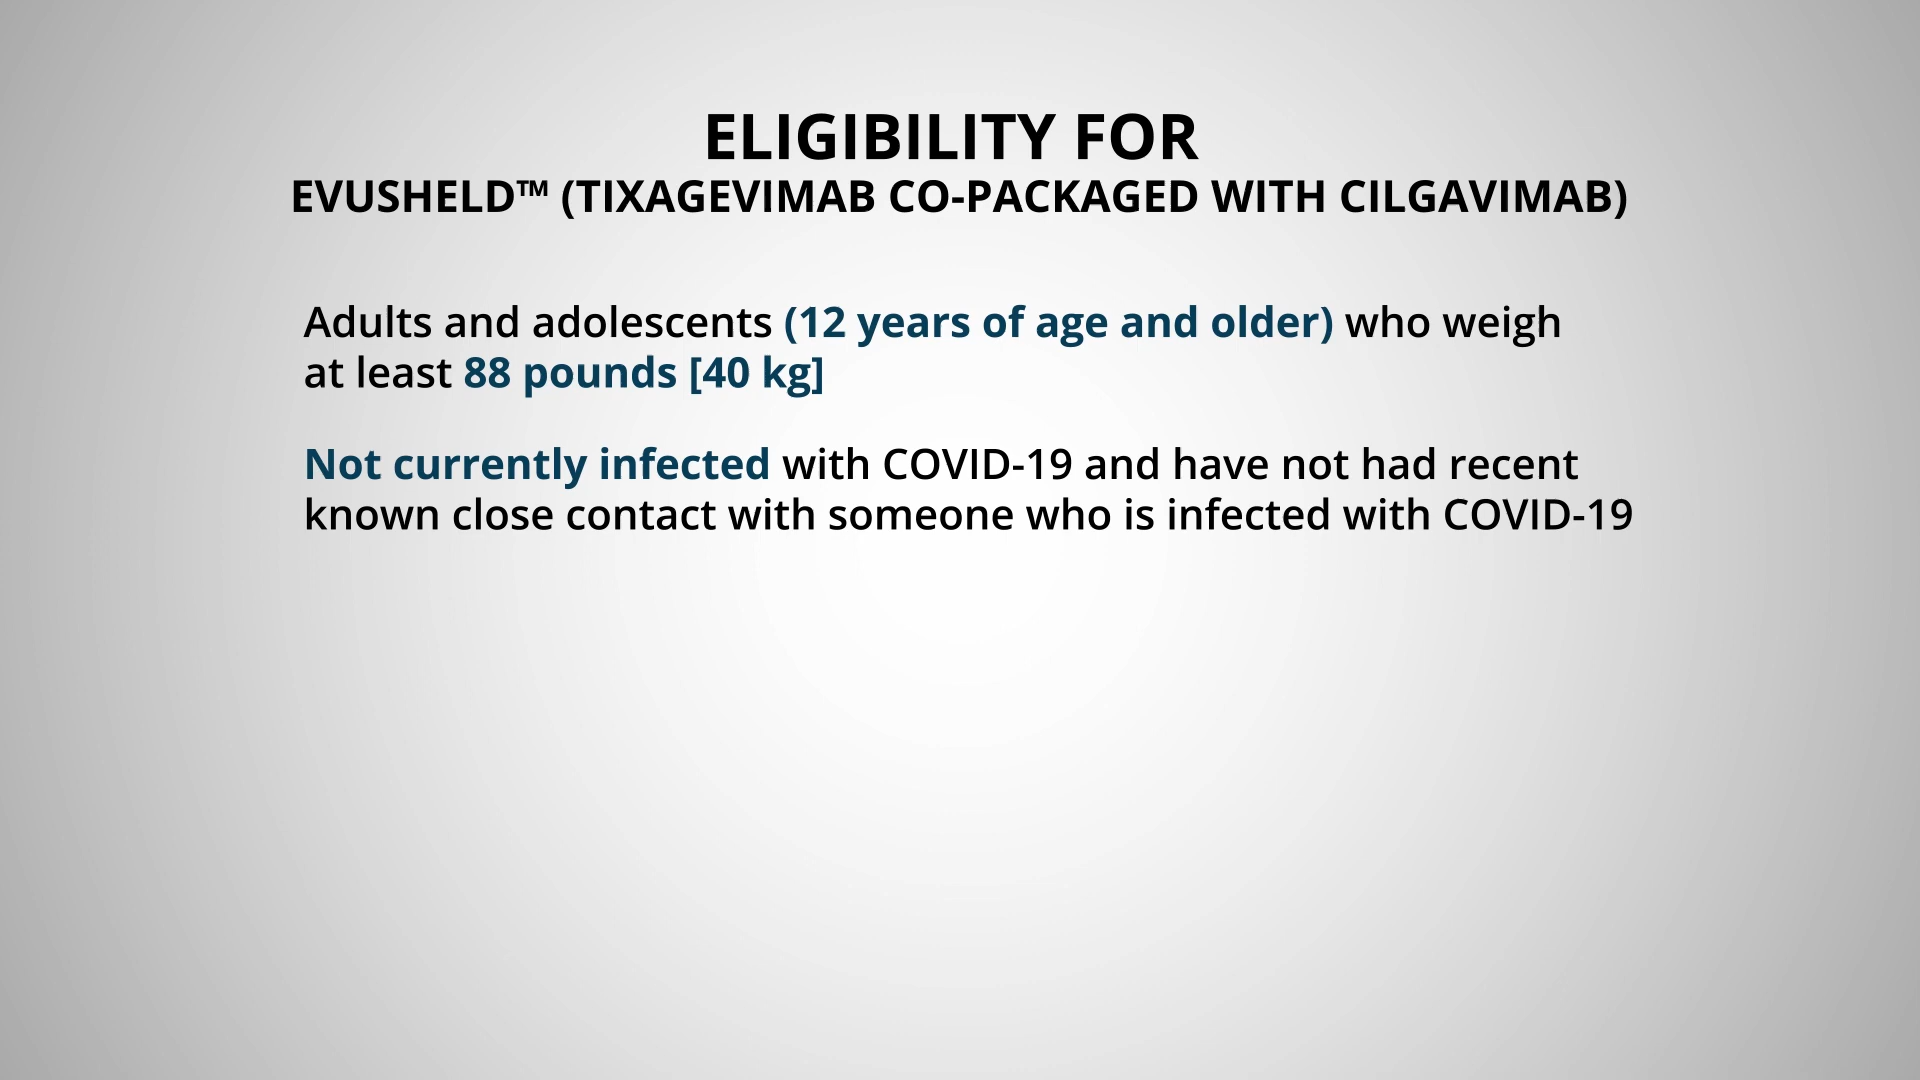 ELIGIBILITY FOR
EVUSHELD™ (TIXAGEVIMAB CO-PACKAGED WITH CILGAVIMAB)
Adults and adolescents (12 years of age and older) who weigh
at least 88 pounds [40 kg]
Not currently infected with COVID-19 and have not had recent
known close contact with someone who is infected with COVID-19